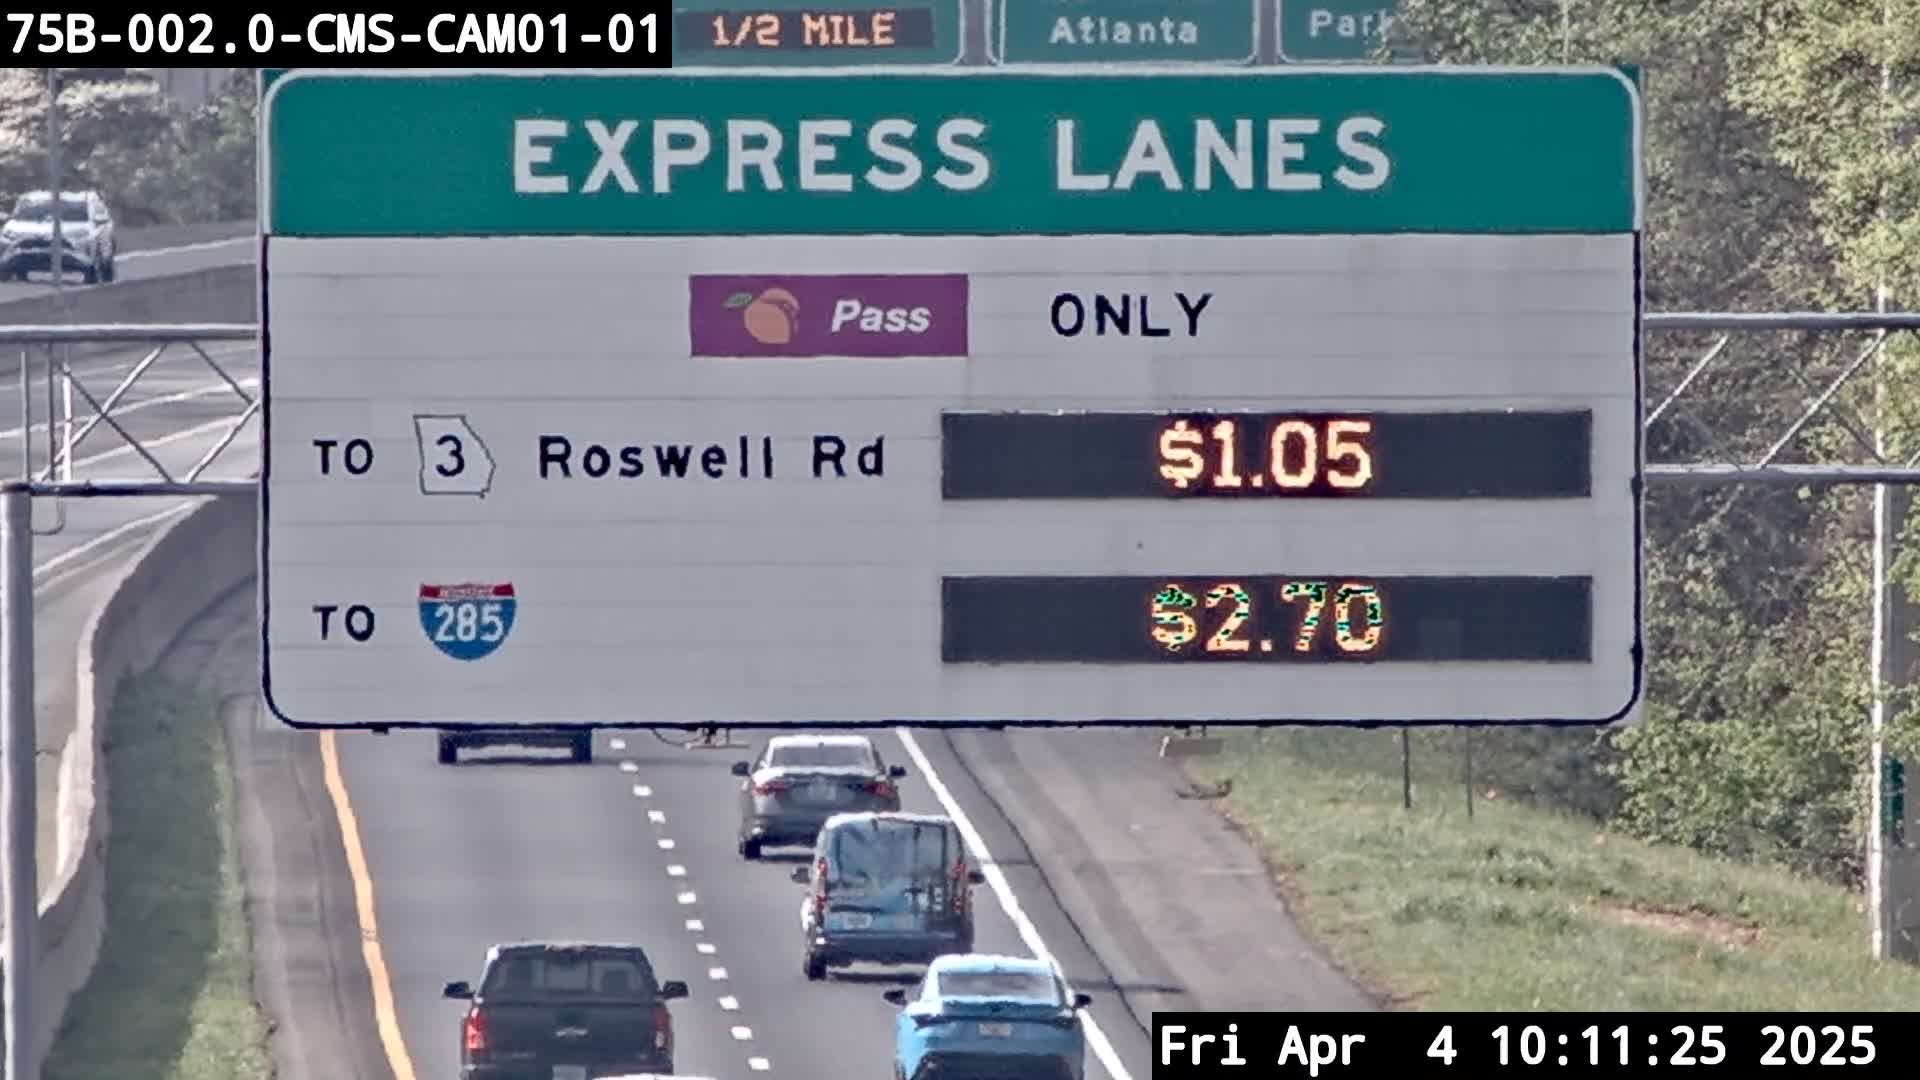 75B-002.0-CMS-CAM01-01
1/2 MILE
Atlanta
Park
EXPRESS LANES
Pass ONLY
TO 3 Roswell Rd $1.05
TO 285 $2.70
Fri Apr 4 10:11:25 2025